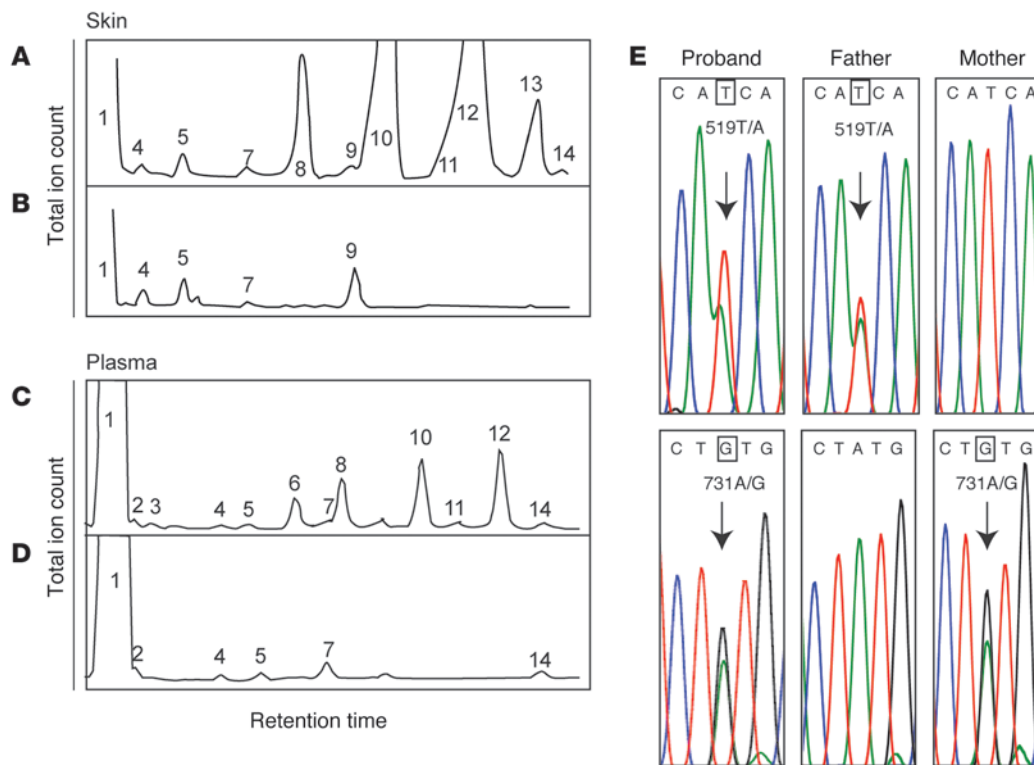 Skin
A
Total ion count
1
4
5
7
8
9
10
11
12
13
14
B
1
4
5
7
9
Plasma
C
Total ion count
1
2 3
4
5
6
7
8
10
11
12
14
D
1
2
4
5
7
14
Retention time
E
Proband Father Mother
C A T C A
519T/A
C A T C A
519T/A
C A T C A
C T G T G
731A/G
C T A T G
C T G T G
731A/G